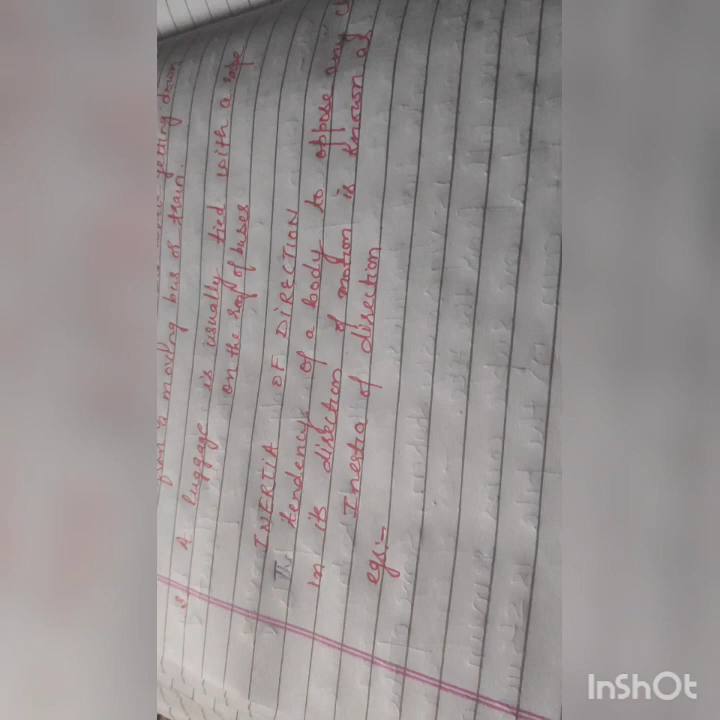 getting down
from a moving bus or train.
A luggage is usually tied with a rope
on the roof of buses
INERTIA OF DIRECTION
The tendency of a body to oppose any
in its direction of motion is known as
Inertia of direction
egs:-
InShOt